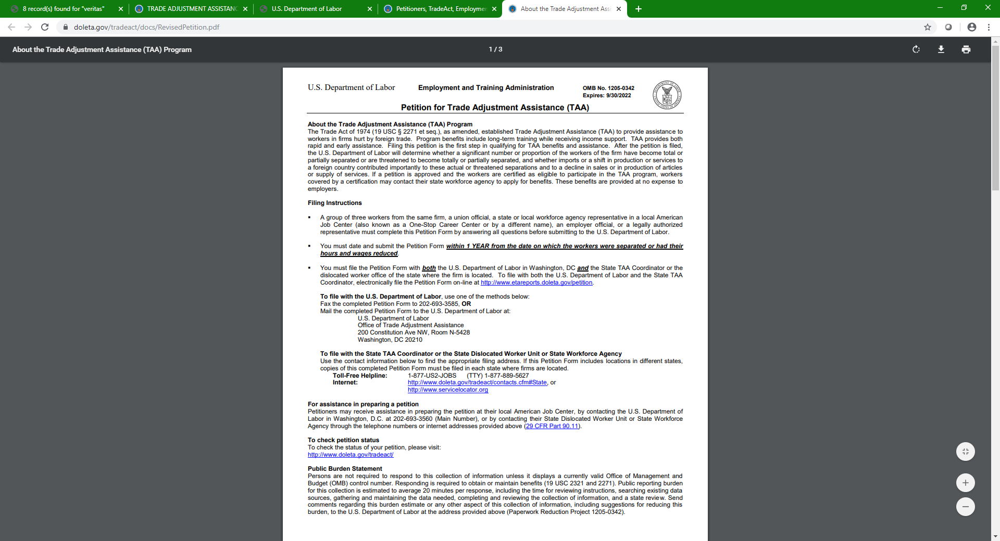 8 record(s) found for "veritas"
TRADE ADJUSTMENT ASSISTANC
U.S. Department of Labor
Petitioners, TradeAct, Employmen
About the Trade Adjustment Assi
doleta.gov/tradeact/docs/RevisedPetition.pdf
About the Trade Adjustment Assistance (TAA) Program
1 / 3
U.S. Department of Labor
Employment and Training Administration
OMB No. 1205-0342
Expires: 9/30/2022
Petition for Trade Adjustment Assistance (TAA)
About the Trade Adjustment Assistance (TAA) Program
The Trade Act of 1974 (19 USC § 2271 et seq.), as amended, established Trade Adjustment Assistance (TAA) to provide assistance to
workers in firms hurt by foreign trade. Program benefits include long-term training while receiving income support. TAA provides both
rapid and early assistance. Filing this petition is the first step in qualifying for TAA benefits and assistance. After the petition is filed,
the U.S. Department of Labor will determine whether a significant number or proportion of the workers of the firm have become total or
partially separated or are threatened to become totally or partially separated, and whether imports or a shift in production or services to
a foreign country contributed importantly to these actual or threatened separations and to a decline in sales or in production of articles
or supply of services. If a petition is approved and the workers are certified as eligible to participate in the TAA program, workers
covered by a certification may contact their state workforce agency to apply for benefits. These benefits are provided at no expense to
employers.
Filing Instructions
▪ A group of three workers from the same firm, a union official, a state or local workforce agency representative in a local American
Job Center (also known as a One-Stop Career Center or by a different name), an employer official, or a legally authorized
representative must complete this Petition Form by answering all questions before submitting to the U.S. Department of Labor.
▪ You must date and submit the Petition Form within 1 YEAR from the date on which the workers were separated or had their
hours and wages reduced.
▪ You must file the Petition Form with both the U.S. Department of Labor in Washington, DC and the State TAA Coordinator or the
dislocated worker office of the state where the firm is located. To file with both the U.S. Department of Labor and the State TAA
Coordinator, electronically file the Petition Form on-line at http://www.etareports.doleta.gov/petition.
To file with the U.S. Department of Labor, use one of the methods below:
Fax the completed Petition Form to 202-693-3585, OR
Mail the completed Petition Form to the U.S. Department of Labor at:
U.S. Department of Labor
Office of Trade Adjustment Assistance
200 Constitution Ave NW, Room N-5428
Washington, DC 20210
To file with the State TAA Coordinator or the State Dislocated Worker Unit or State Workforce Agency
Use the contact information below to find the appropriate filing address. If this Petition Form includes locations in different states,
copies of this completed Petition Form must be filed in each state where firms are located.
Toll-Free Helpline: 1-877-US2-JOBS (TTY) 1-877-889-5627
Internet: http://www.doleta.gov/tradeact/contacts.cfm#State, or
http://www.servicelocator.org
For assistance in preparing a petition
Petitioners may receive assistance in preparing the petition at their local American Job Center, by contacting the U.S. Department of
Labor in Washington, D.C. at 202-693-3560 (Main Number), or by contacting their State Dislocated Worker Unit or State Workforce
Agency through the telephone numbers or internet addresses provided above (29 CFR Part 90.11).
To check petition status
To check the status of your petition, please visit:
http://www.doleta.gov/tradeact/
Public Burden Statement
Persons are not required to respond to this collection of information unless it displays a currently valid Office of Management and
Budget (OMB) control number. Responding is required to obtain or maintain benefits (19 USC 2321 and 2271). Public reporting burden
for this collection is estimated to average 20 minutes per response, including the time for reviewing instructions, searching existing data
sources, gathering and maintaining the data needed, completing and reviewing the collection of information, and a state review. Send
comments regarding this burden estimate or any other aspect of this collection of information, including suggestions for reducing this
burden, to the U.S. Department of Labor at the address provided above (Paperwork Reduction Project 1205-0342).